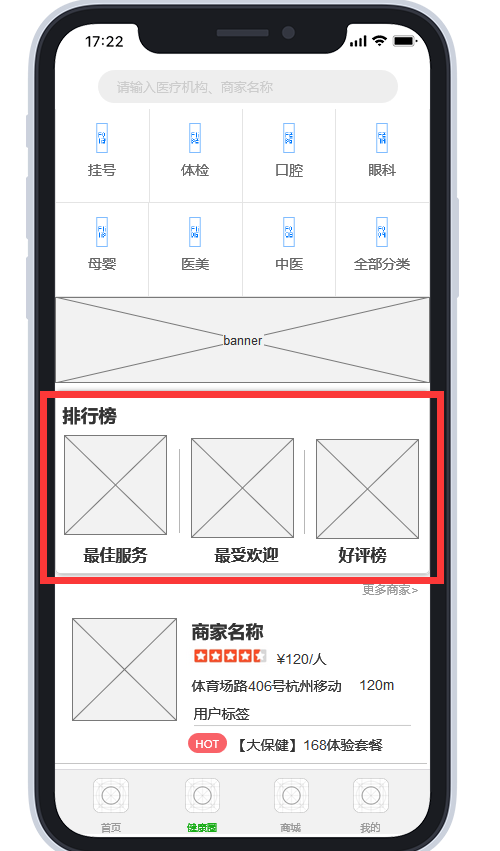 17:22
请输入医疗机构、商家名称
挂号 体检 口腔 眼科
母婴 医美 中医 全部分类
banner
排行榜
最佳服务 最受欢迎 好评榜
更多商家>
商家名称
¥120/人
体育场路406号杭州移动 120m
用户标签
HOT 【大保健】168体验套餐
首页 健康圈 商城 我的